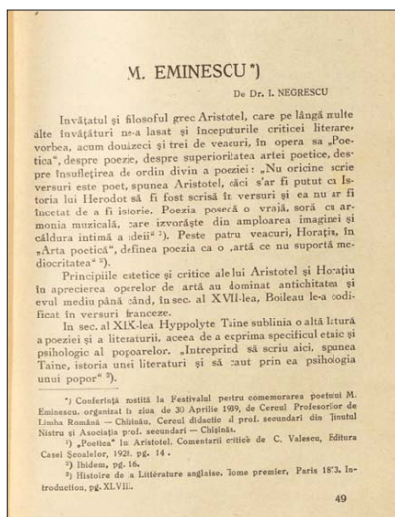 M. EMINESCU *)
De Dr. I. NEGRESCU
Invățatul și filosoful grec Aristotel, care pe lângă multe
alte învățături ne-a lasat și începuturile criticei literare,
vorbea, acum douăzeci și trei de veacuri, în opera sa „Poe-
tica“, despre poezie, despre superioritatea artei poetice, des-
pre însuflețirea de ordin divin a poeziei: „Nu oricine scrie
versuri este poet, spunea Aristotel, căci s'ar fi putut ca Is-
toria lui Herodot să fi fost scrisă în versuri și ea nu ar fi
încetat de a fi istorie. Poezia posedă o vrajă, soră cu ar-
monia muzicală, care izvorăște din amploarea imaginei și
căldura intimă a ideii“ ¹). Peste patru veacuri, Horațiu, în
„Arta poetică“, definea poezia ca o „artă ce nu suportă me-
diocritatea“ ²).
Principiile estetice și critice ale lui Aristotel și Horațiu
în aprecierea operelor de artă au dominat antichitatea și
evul mediu până când, în sec. al XVII-lea, Boileau le-a codi-
ficat în versuri franceze.
In sec. al XIX-lea Hyppolyte Taine sublinia o altă latură
a poeziei și a literaturii, aceea de a exprima specificul etnic și
psihologic al popoarelor. „Intreprind să scriu aici, spunea
Taine, istoria unei literaturi și să caut prin ea psihologia
unui popor“ ³).
*) Conferință rostită la Festivalul pentru comemorarea poetului M.
Eminescu, organizat în ziua de 30 Aprilie 1939, de Cercul Profesorilor de
Limba Română — Chișinău, Cercul didactic al prof. secundari din Ținutul
Nistru și Asociația prof. secundari — Chișinău.
¹) „Poetica“ lui Aristotel, Comentarii critice de C. Valescu, Editura
Casei Școalelor, 1921. pg. 14.
²) Ibidem, pg. 16.
³) Histoire de la Littérature anglaise. Tome premier, Paris 1873. In-
troduction, pg. XLVII.
49